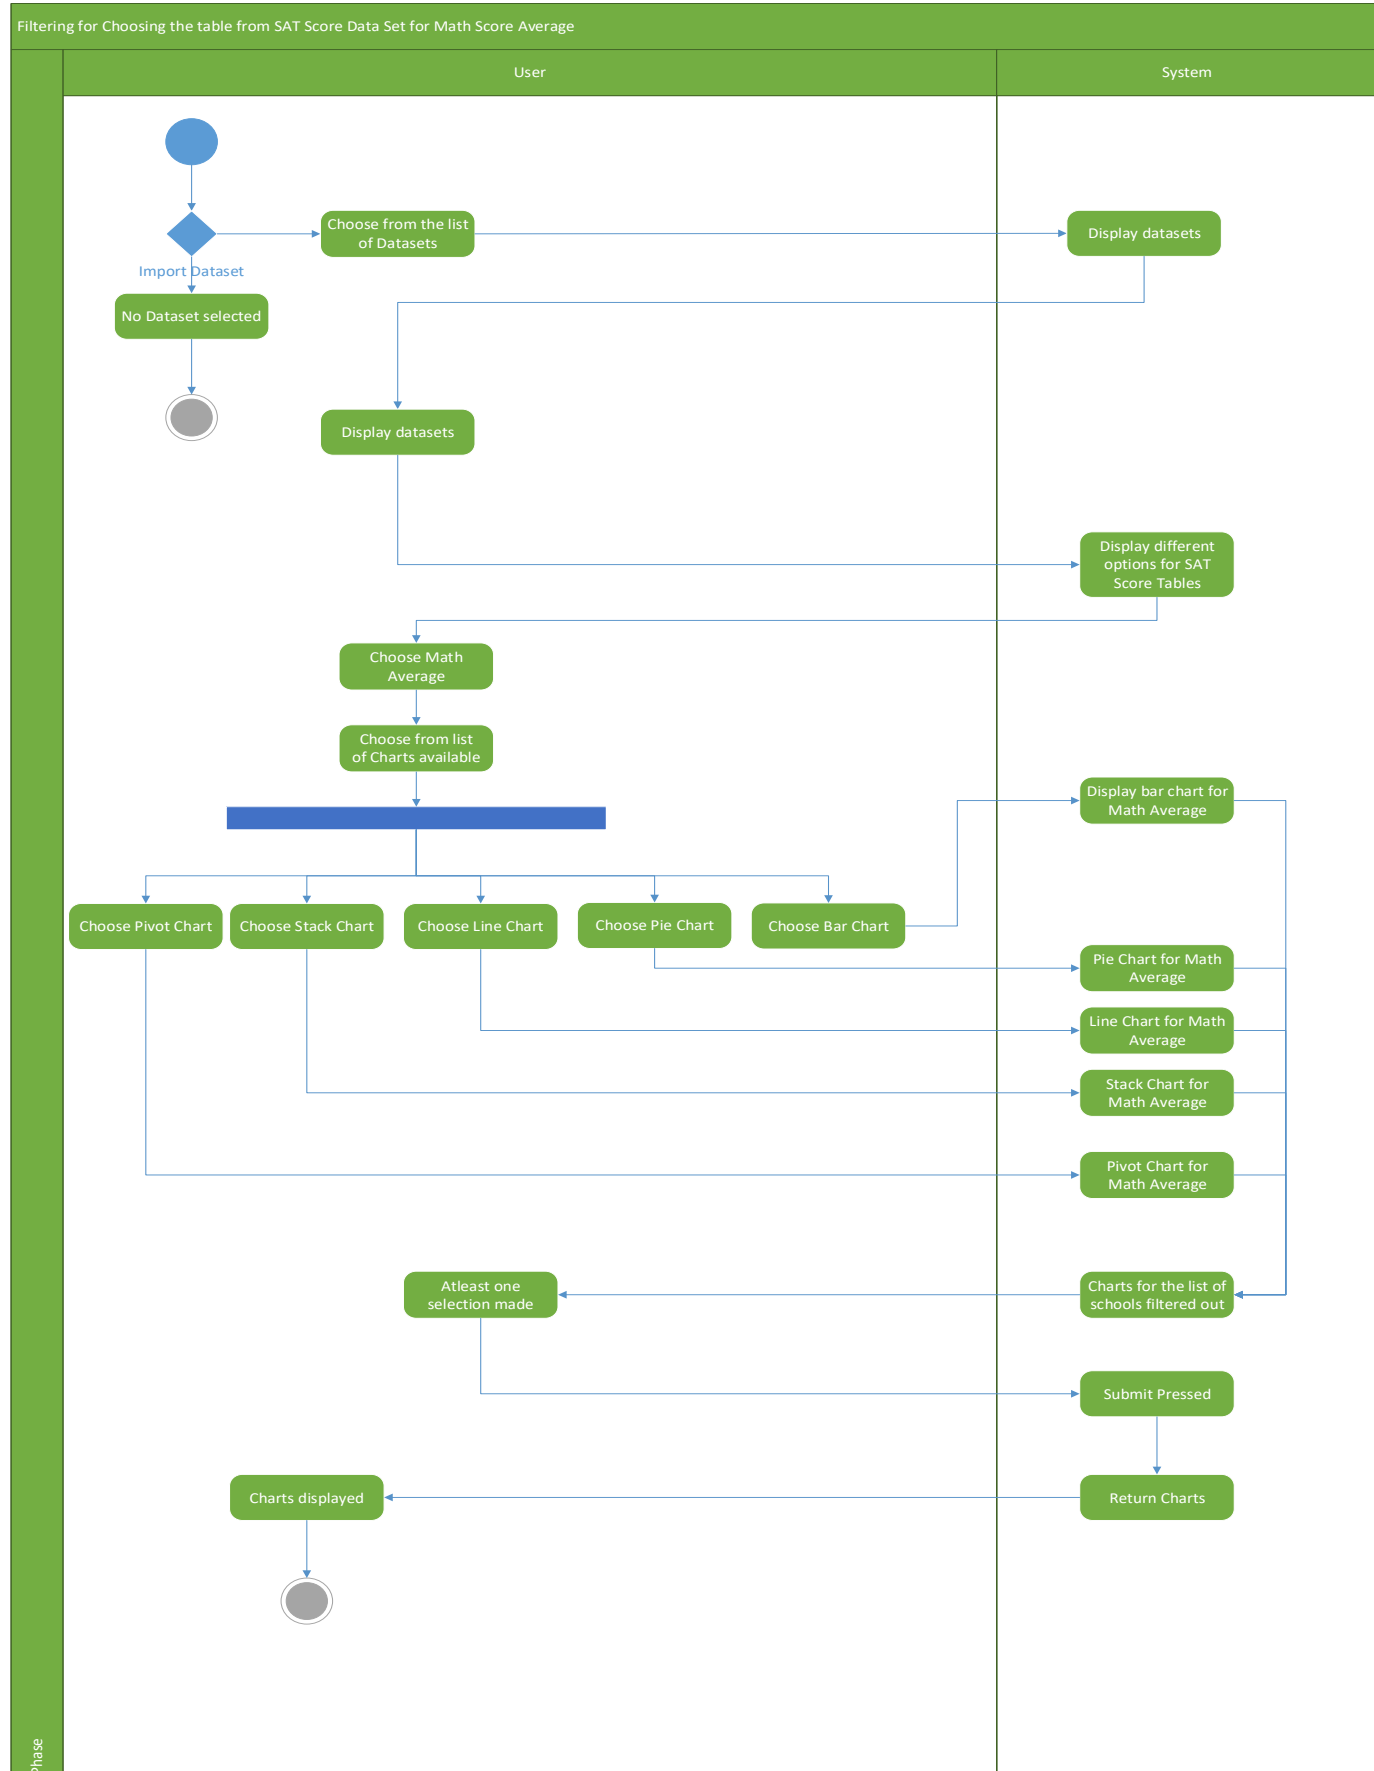 Filtering for Choosing the table from SAT Score Data Set for Math Score Average
User
System
Choose from the list
of Datasets
Display datasets
Import Dataset
No Dataset selected
Display datasets
Display different
options for SAT
Score Tables
Choose Math
Average
Choose from list
of Charts available
Display bar chart for
Math Average
Choose Pivot Chart
Choose Stack Chart
Choose Line Chart
Choose Pie Chart
Choose Bar Chart
Pie Chart for Math
Average
Line Chart for Math
Average
Stack Chart for
Math Average
Pivot Chart for
Math Average
Atleast one
selection made
Charts for the list of
schools filtered out
Submit Pressed
Charts displayed
Return Charts
Phase